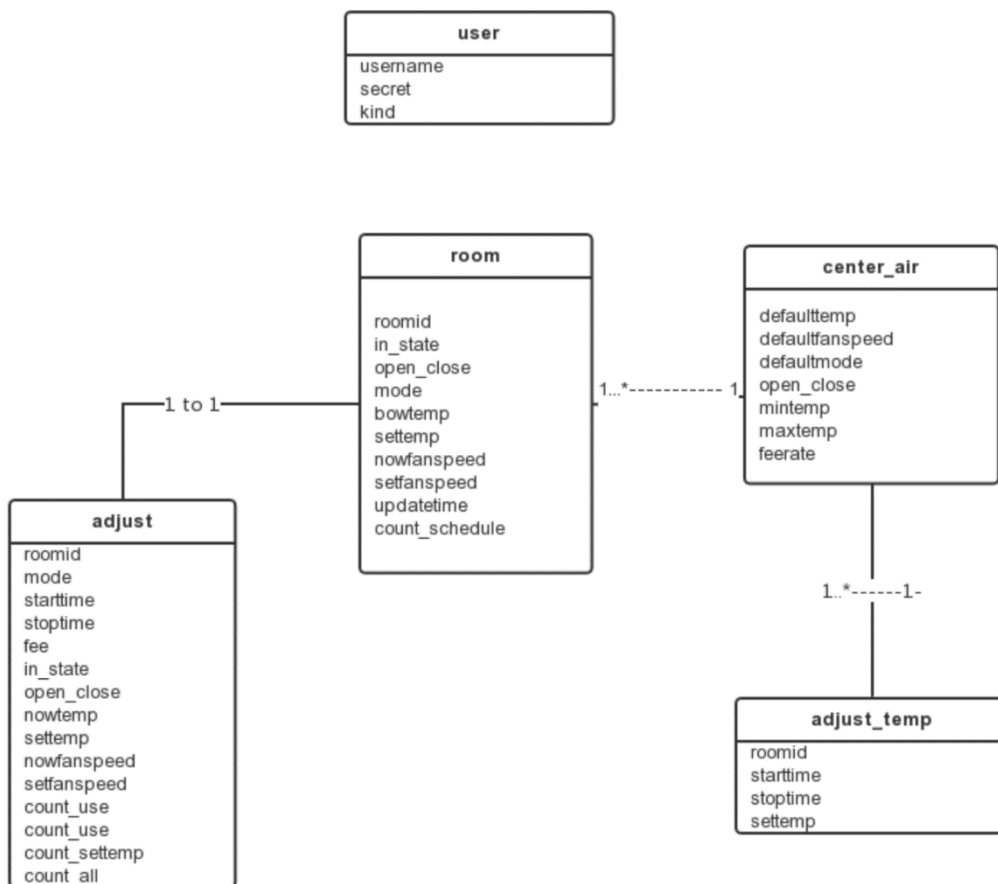 user
username
secret
kind
room
roomid
in_state
open_close
mode
bowtemp
settemp
nowfanspeed
setfanspeed
updatetime
count_schedule
center_air
defaulttemp
defaultfanspeed
defaultmode
open_close
mintemp
maxtemp
feerate
1...*------------ 1
1 to 1
adjust
roomid
mode
starttime
stoptime
fee
in_state
open_close
nowtemp
settemp
nowfanspeed
setfanspeed
count_use
count_use
count_settemp
count_all
1..*------1-
adjust_temp
roomid
starttime
stoptime
settemp